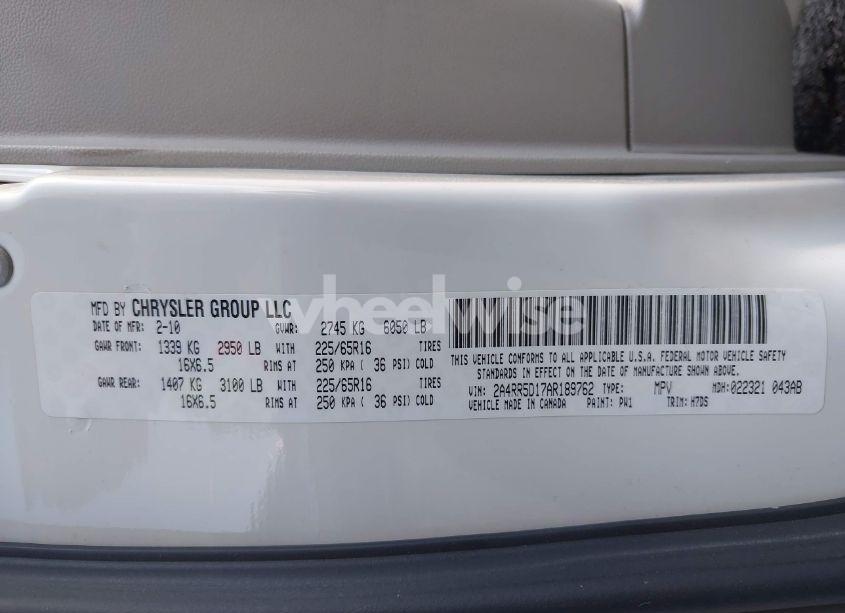 MFD BY CHRYSLER GROUP LLC
DATE OF MFR: 2-10 GVWR: 2745 KG 6050 LB
GAWR FRONT: 1339 KG 2950 LB WITH 225/65R16 TIRES
16X6.5 RIMS AT 250 KPA ( 36 PSI) COLD
GAWR REAR: 1407 KG 3100 LB WITH 225/65R16 TIRES
16X6.5 RIMS AT 250 KPA ( 36 PSI) COLD
THIS VEHICLE CONFORMS TO ALL APPLICABLE U.S.A. FEDERAL MOTOR VEHICLE SAFETY
STANDARDS IN EFFECT ON THE DATE OF MANUFACTURE SHOWN ABOVE.
VIN: 2A4RR5D17AR189762 TYPE: MPV MDH: 022321 043AB
VEHICLE MADE IN CANADA PAINT: PW1 TRIM: H7DS
wheelwise